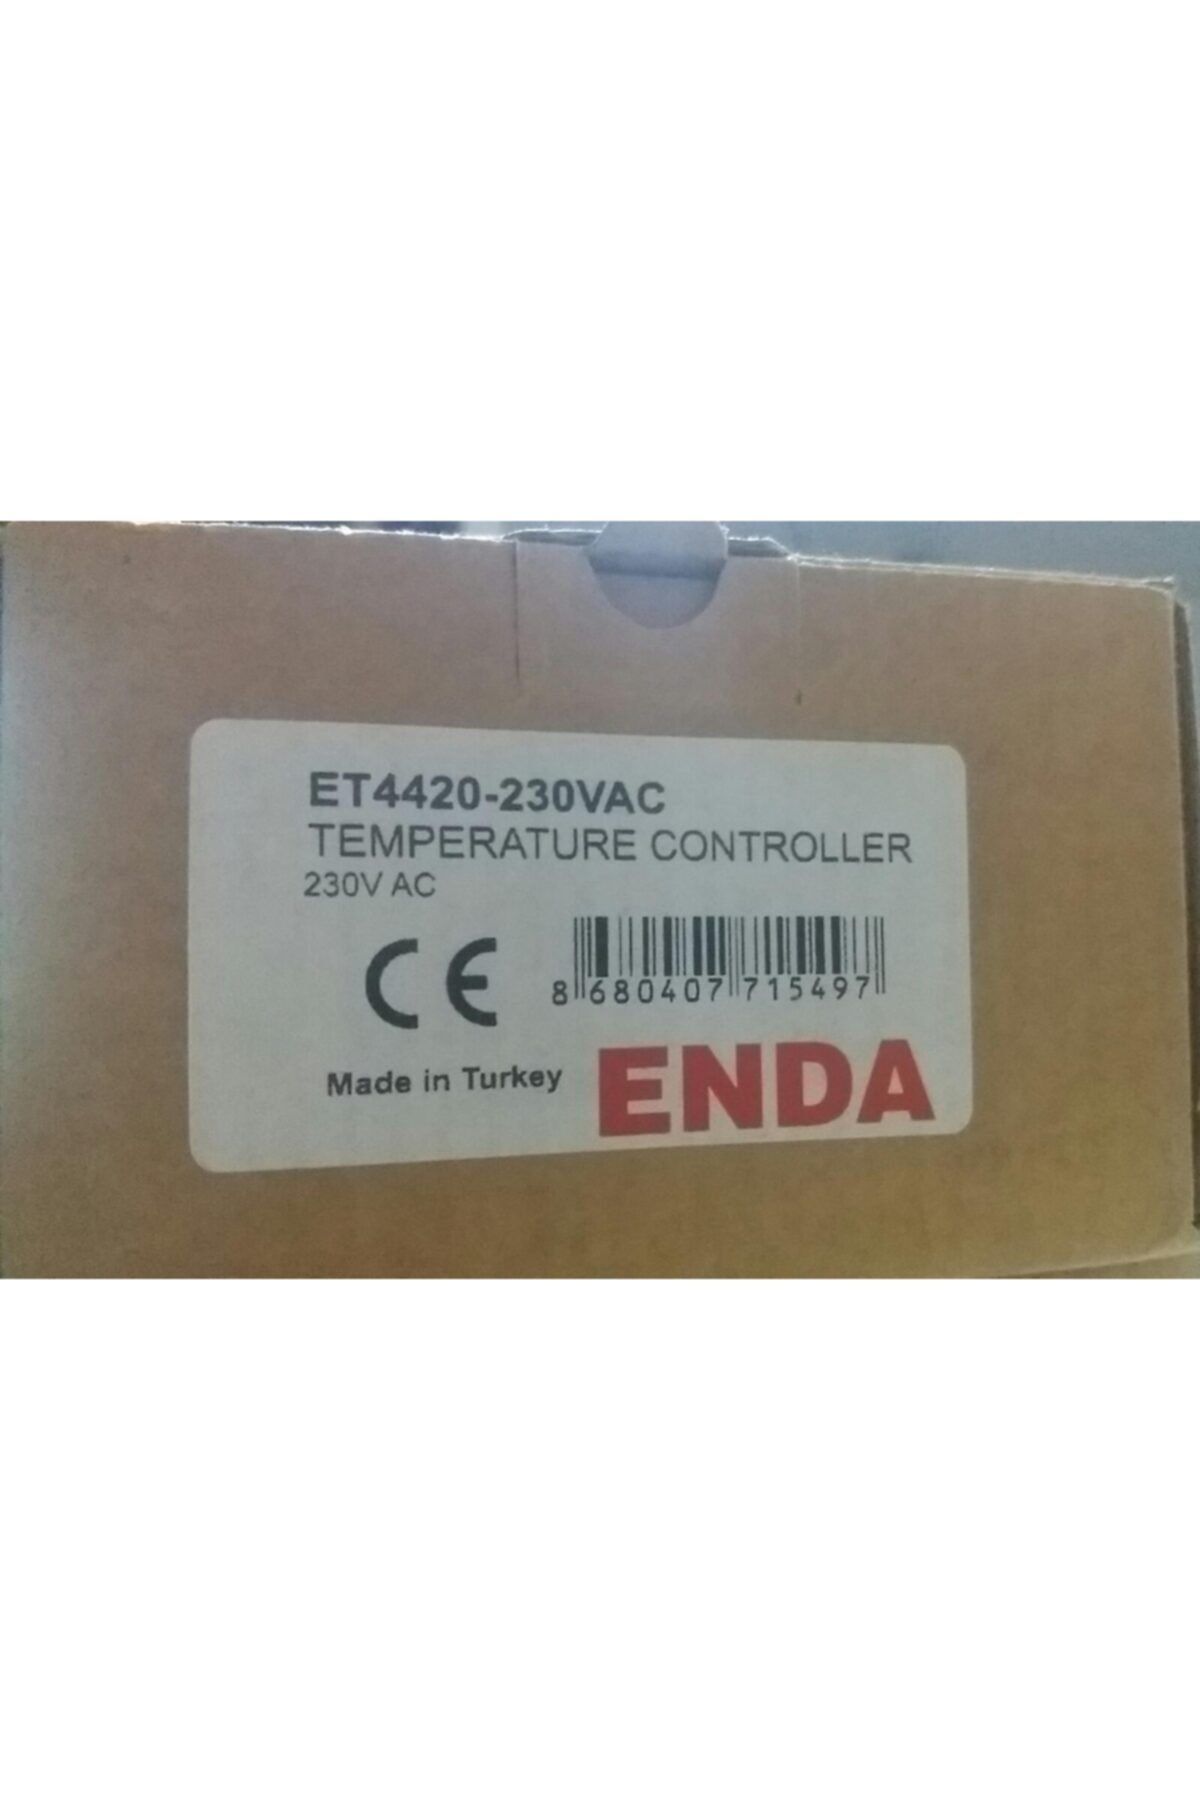 ET4420-230VAC
TEMPERATURE CONTROLLER
230V AC
CE
8 680407 715497
Made in Turkey
ENDA